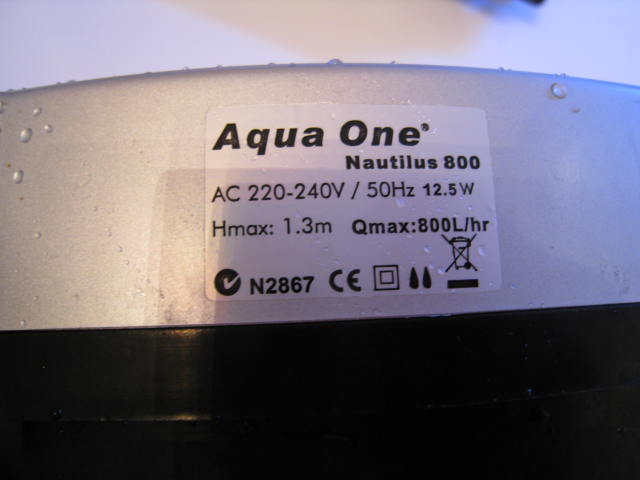 Aqua One®
Nautilus 800
AC 220-240V / 50Hz 12.5W
Hmax: 1.3m Qmax:800L/hr
N2867 CE